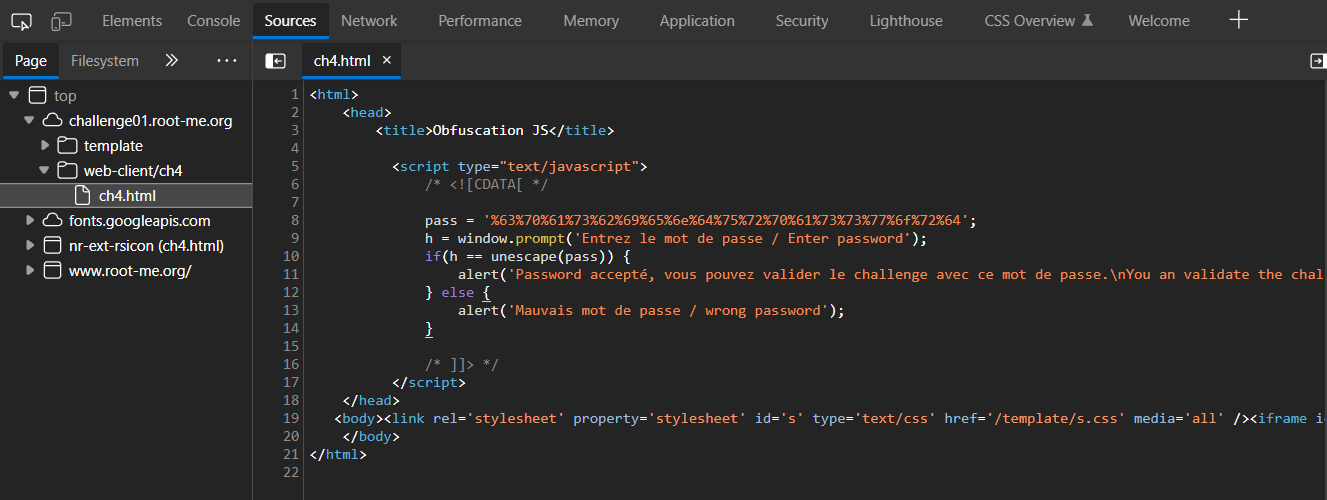 Elements Console Sources Network Performance Memory Application Security Lighthouse CSS Overview Welcome
Page Filesystem
ch4.html
top
challenge01.root-me.org
template
web-client/ch4
ch4.html
fonts.googleapis.com
nr-ext-rsicon (ch4.html)
www.root-me.org/
1 <html>
2 <head>
3 <title>Obfuscation JS</title>
4
5 <script type="text/javascript">
6 /* <![CDATA[ */
7
8 pass = '%63%70%61%73%62%69%65%6e%64%75%72%70%61%73%73%77%6f%72%64';
9 h = window.prompt('Entrez le mot de passe / Enter password');
10 if(h == unescape(pass)) {
11 alert('Password accepté, vous pouvez valider le challenge avec ce mot de passe.\nYou an validate the chal
12 } else {
13 alert('Mauvais mot de passe / wrong password');
14 }
15
16 /* ]]> */
17 </script>
18 </head>
19 <body><link rel='stylesheet' property='stylesheet' id='s' type='text/css' href='/template/s.css' media='all' /><iframe i
20 </body>
21 </html>
22